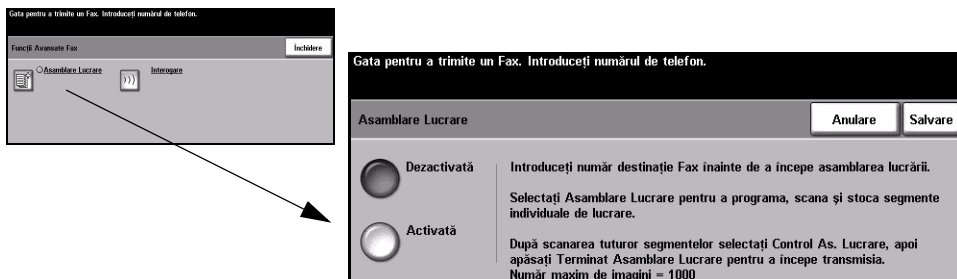 Gata pentru a trimite un Fax. Introduceți numărul de telefon.
Funcții Avansate Fax
Închidere
Asamblare Lucrare
Interogare
Gata pentru a trimite un Fax. Introduceți numărul de telefon.
Asamblare Lucrare
Anulare
Salvare
Dezactivată
Activată
Introduceți număr destinație Fax înainte de a începe asamblarea lucrării.
Selectați Asamblare Lucrare pentru a programa, scana și stoca segmente
individuale de lucrare.
După scanarea tuturor segmentelor selectați Control As. Lucrare, apoi
apăsați Terminat Asamblare Lucrare pentru a începe transmisia.
Număr maxim de imagini = 1000